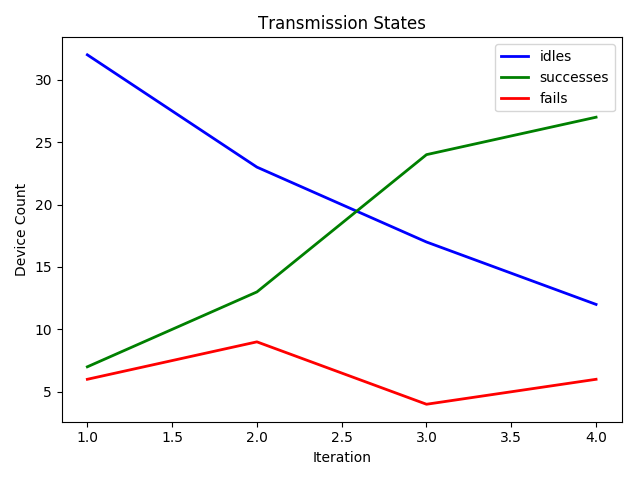 Transmission States
idles
successes
fails
Device Count
30
25
20
15
10
5
1.0 1.5 2.0 2.5 3.0 3.5 4.0
Iteration